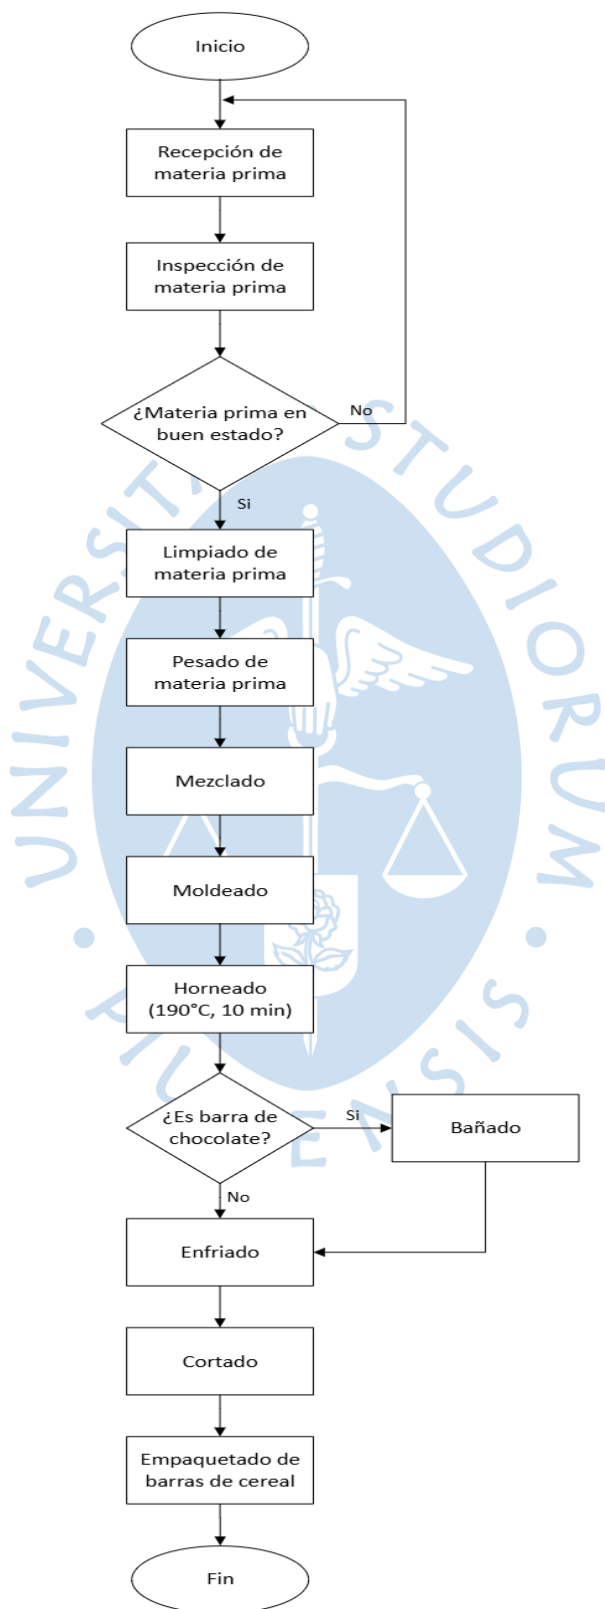 Inicio
Recepción de
materia prima
Inspección de
materia prima
¿Materia prima en
buen estado?
No
Si
Limpiado de
materia prima
Pesado de
materia prima
Mezclado
Moldeado
Horneado
(190°C, 10 min)
¿Es barra de
chocolate?
Si
Bañado
No
Enfriado
Cortado
Empaquetado de
barras de cereal
Fin